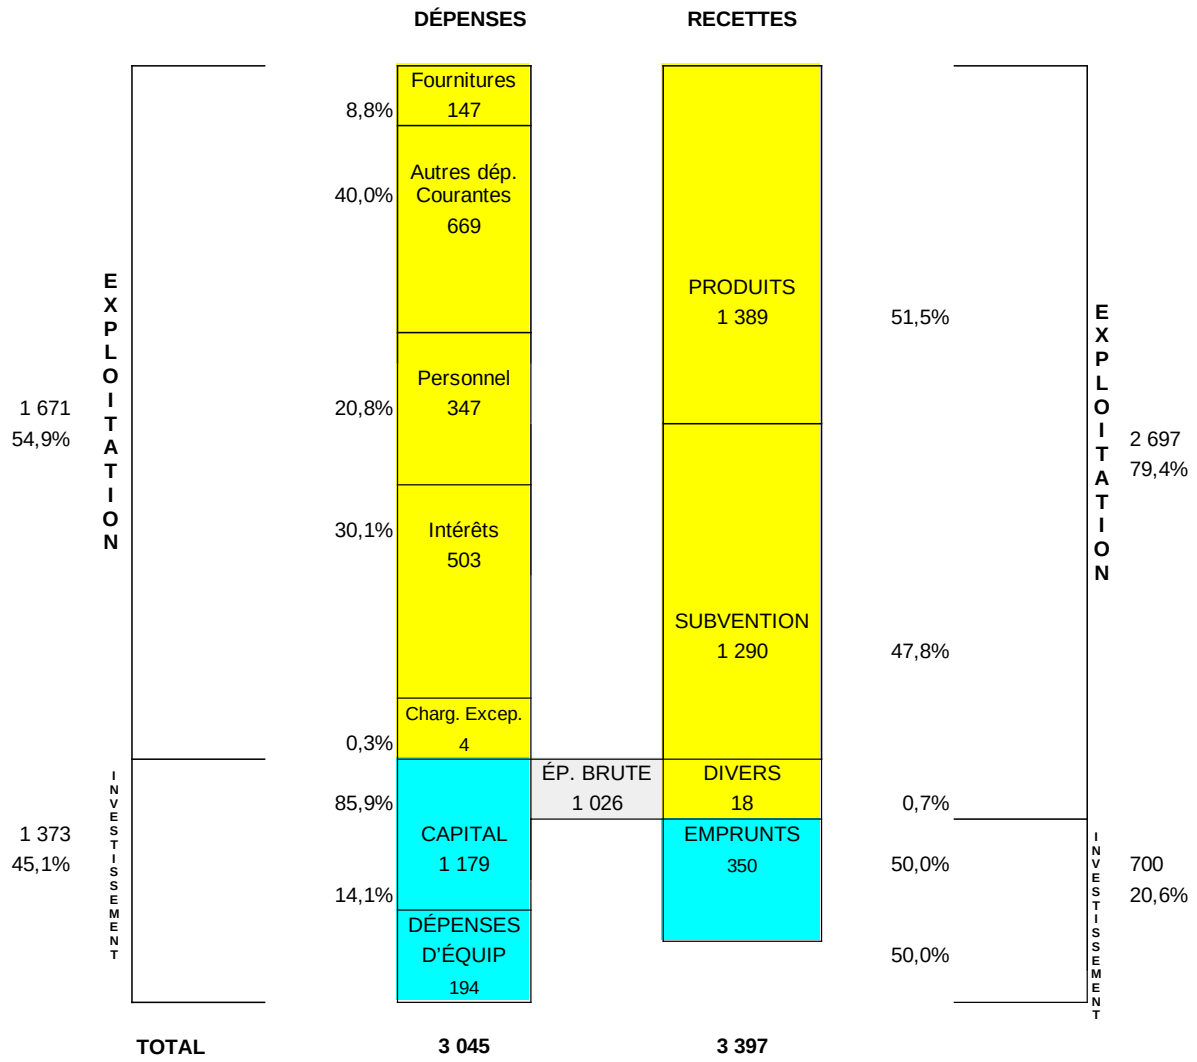 DÉPENSES RECETTES
Fournitures
8,8% 147
Autres dép.
40,0% Courantes
669
PRODUITS
1 389 51,5%
EXPLOITATION
EXPLOITATION
Personnel
1 671 20,8% 347
54,9%
2 697
79,4%
30,1% Intérêts
503
SUBVENTION
1 290 47,8%
Charg. Excep.
0,3% 4
ÉP. BRUTE DIVERS
85,9% 1 026 18 0,7%
INVESTISSEMENT
INVESTISSEMENT
1 373 CAPITAL EMPRUNTS
45,1% 1 179 350 50,0% 700
14,1% 20,6%
DÉPENSES
D’ÉQUIP 50,0%
194
TOTAL 3 045 3 397